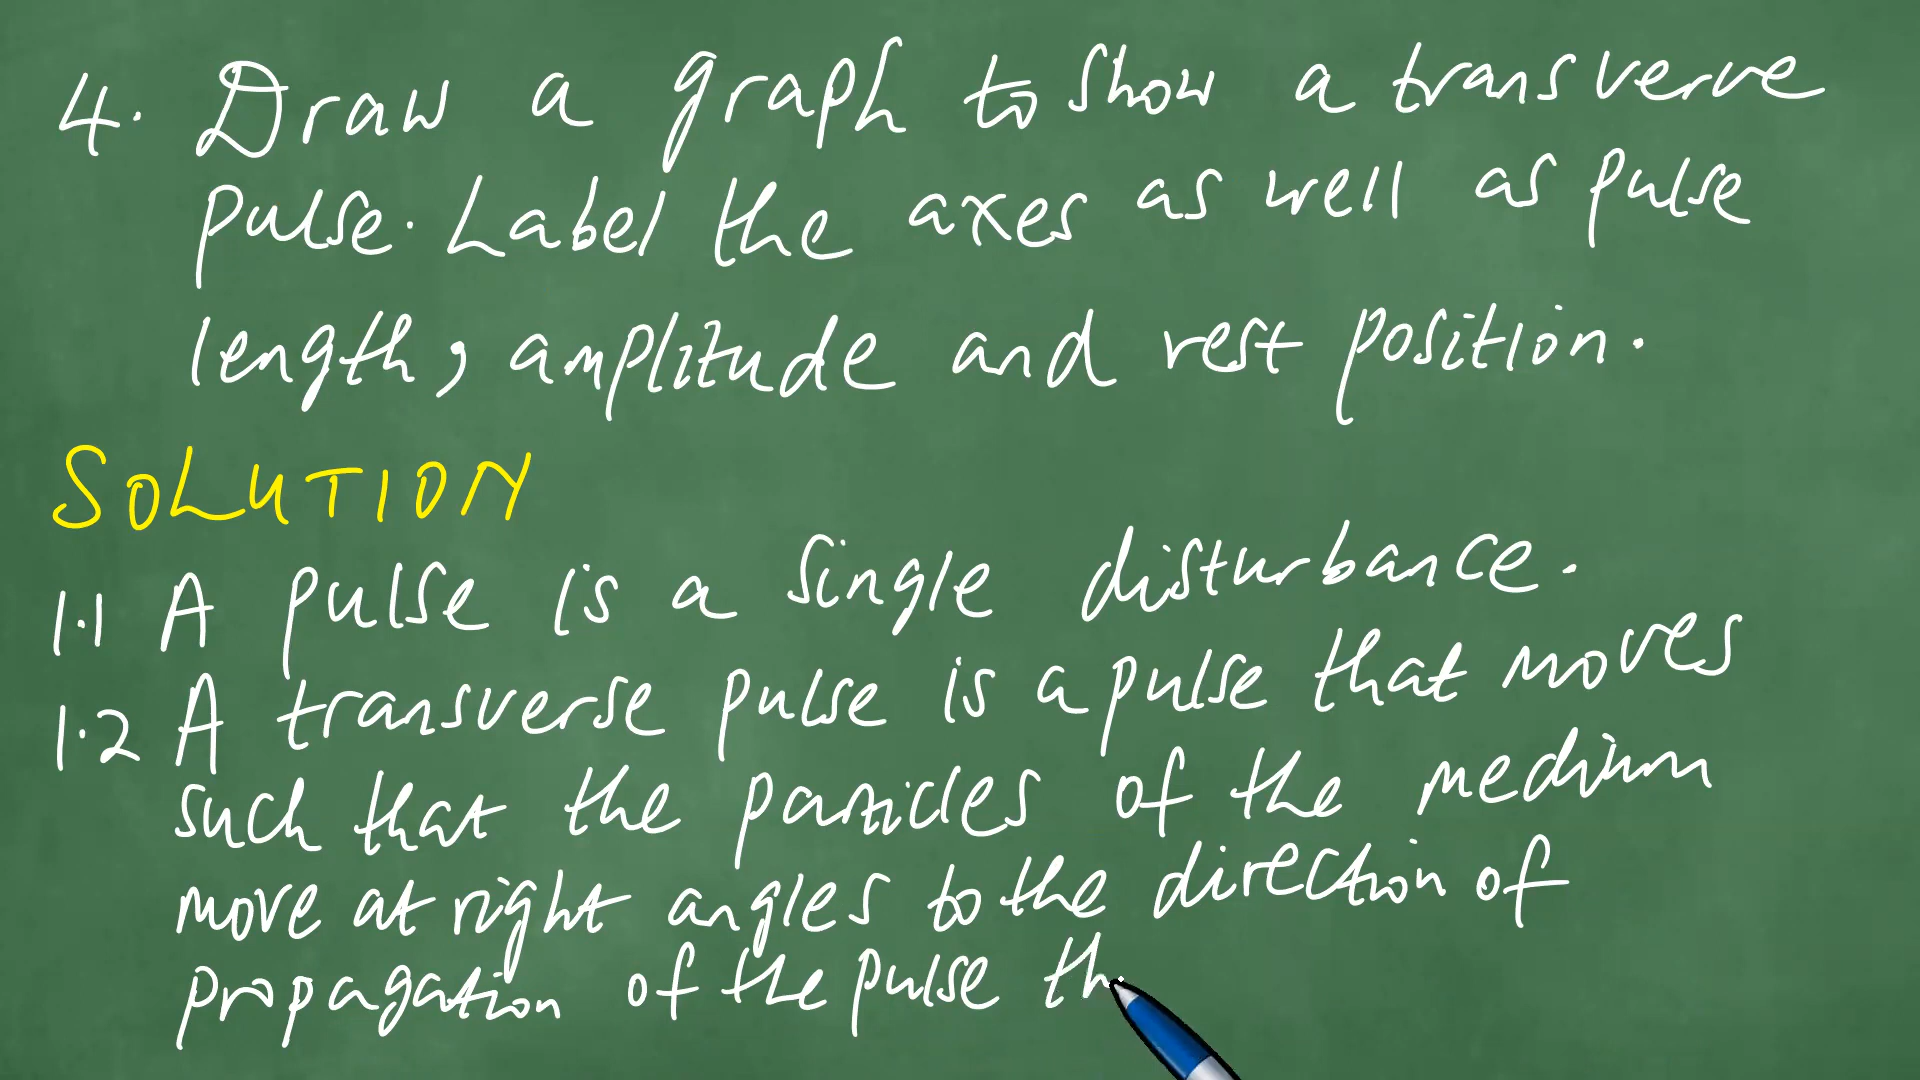 4. Draw a graph to show a transverve
pulse. Label the axes as well as pulse
length, amplitude and rest position.
SOLUTION
1.1 A pulse is a single disturbance.
1.2 A transverse pulse is a pulse that moves
such that the particles of the medium
move at right angles to the direction of
propagation of the pulse th